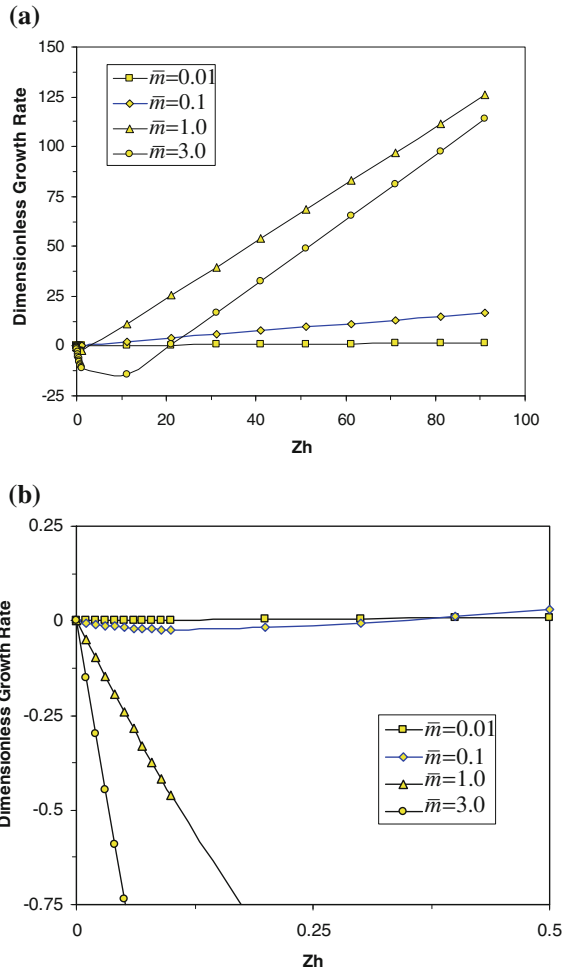 (a)
150
125
100
75
50
25
0
-25
Dimensionless Growth Rate
m̅=0.01
m̅=0.1
m̅=1.0
m̅=3.0
0 20 40 60 80 100
Zh
(b)
0.25
0
-0.25
-0.5
-0.75
Dimensionless Growth Rate
m̅=0.01
m̅=0.1
m̅=1.0
m̅=3.0
0 0.25 0.5
Zh